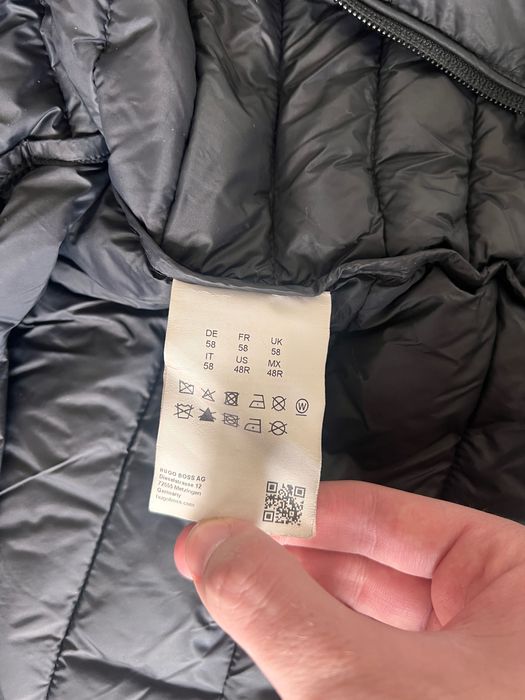 DE FR UK
58 58 58
IT US MX
58 48R 48R
W
HUGO BOSS AG
Dieselstrasse 12
72555 Metzingen
Germany
hugoboss.com